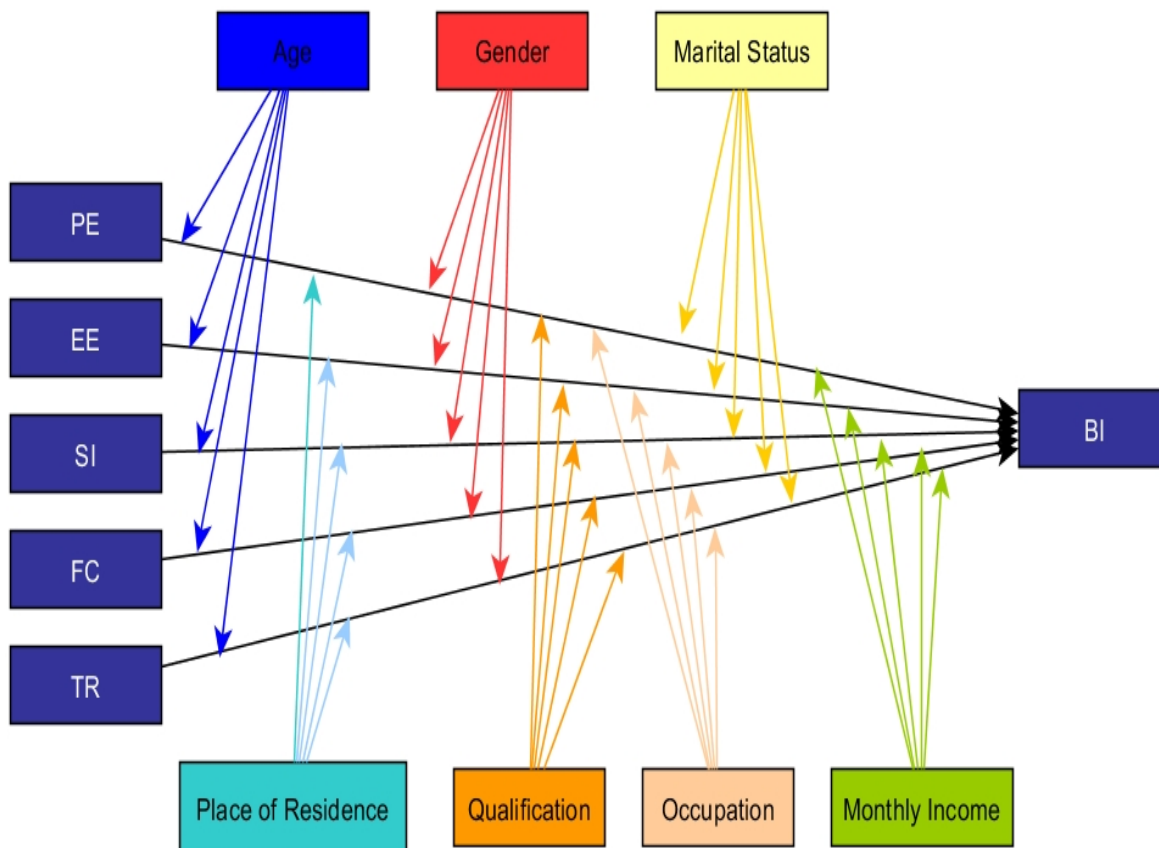 Age
Gender
Marital Status
PE
EE
SI
FC
TR
BI
Place of Residence
Qualification
Occupation
Monthly Income